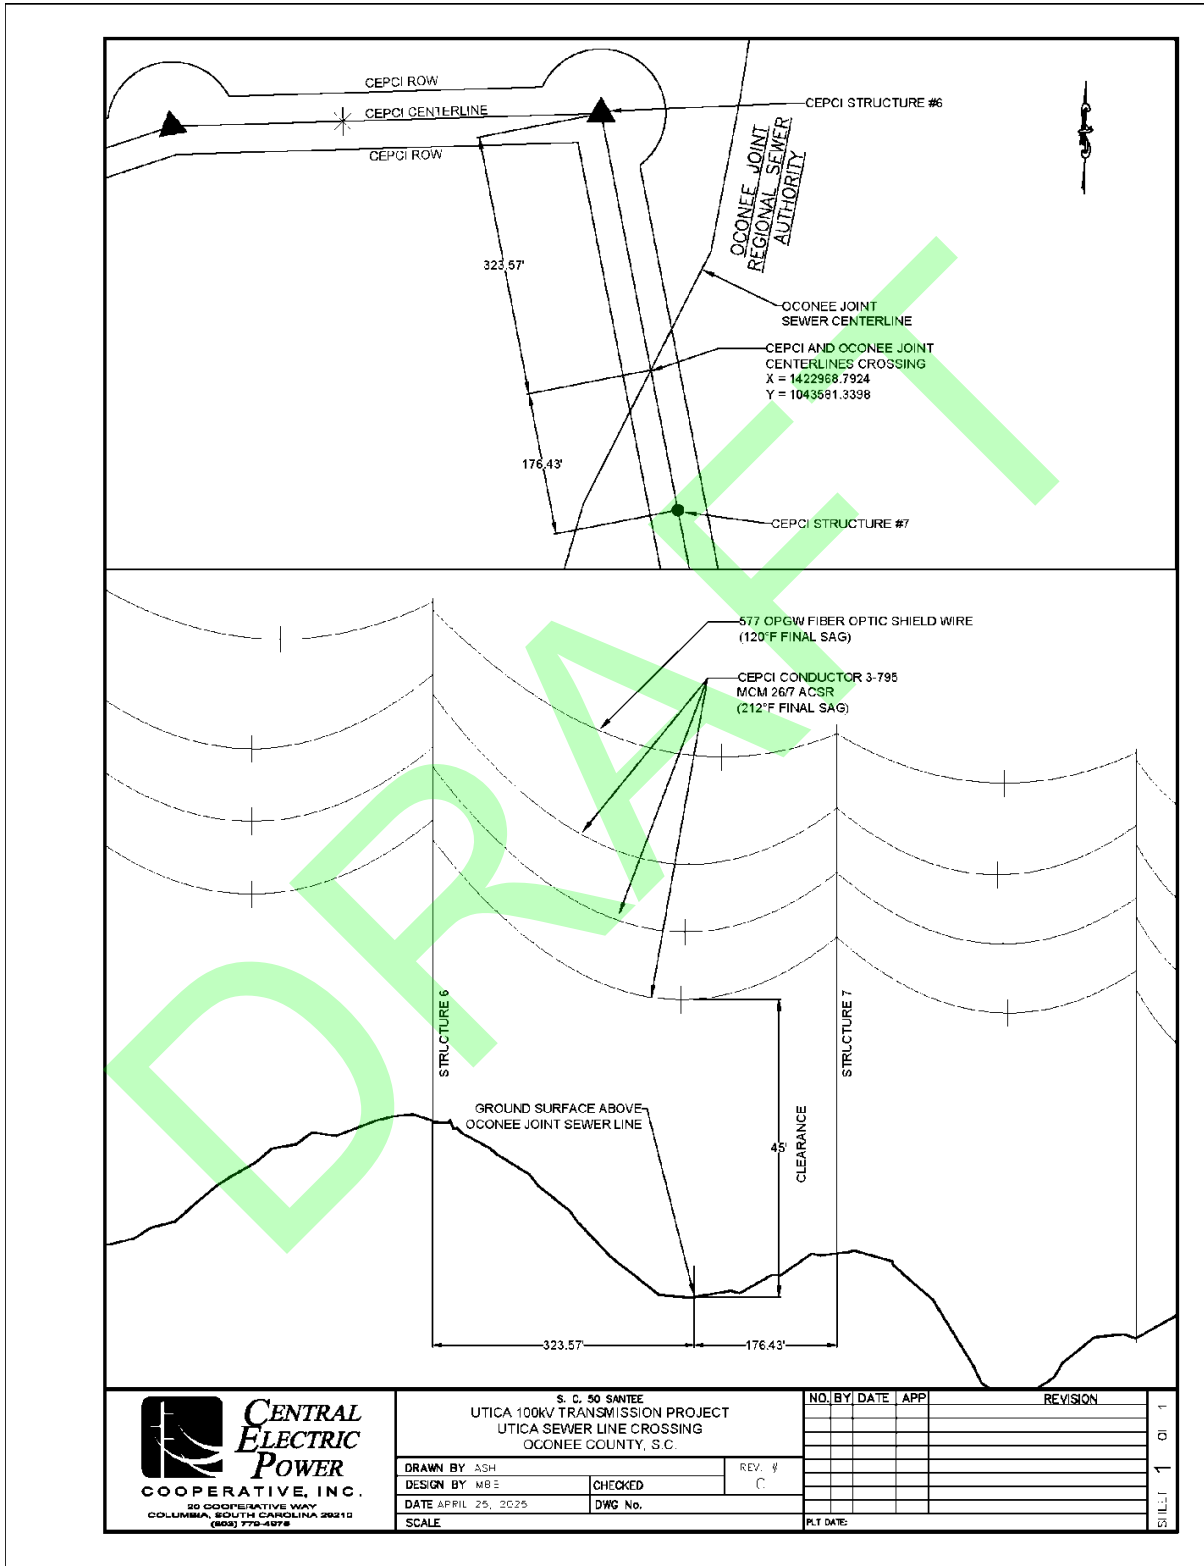 CEPCI ROW
CEPCI CENTERLINE
CEPCI ROW
CEPCI STRUCTURE #6
OCONEE JOINT
REGIONAL SEWER
AUTHORITY
323.57'
OCONEE JOINT
SEWER CENTERLINE
CEPCI AND OCONEE JOINT
CENTERLINES CROSSING
X = 1422968.7924
Y = 1043581.3398
176.43'
CEPCI STRUCTURE #7
DRAFT
577 OPGW FIBER OPTIC SHIELD WIRE
(120°F FINAL SAG)
CEPCI CONDUCTOR 3-795
MCM 26/7 ACSR
(212°F FINAL SAG)
STRUCTURE 6
STRUCTURE 7
GROUND SURFACE ABOVE
OCONEE JOINT SEWER LINE
45'
CLEARANCE
323.57'
176.43'
CENTRAL
ELECTRIC
POWER
COOPERATIVE, INC.
20 COOPERATIVE WAY
COLUMBIA, SOUTH CAROLINA 29210
(803) 779-4975
S. C. 50 SANTEE
UTICA 100kV TRANSMISSION PROJECT
UTICA SEWER LINE CROSSING
OCONEE COUNTY, S.C.
DRAWN BY ASH
REV. #
DESIGN BY MBE
CHECKED
C
DATE APRIL 25, 2025
DWG No.
SCALE
NO. BY DATE APP REVISION
PLT DATE:
SHEET 1 OF 1